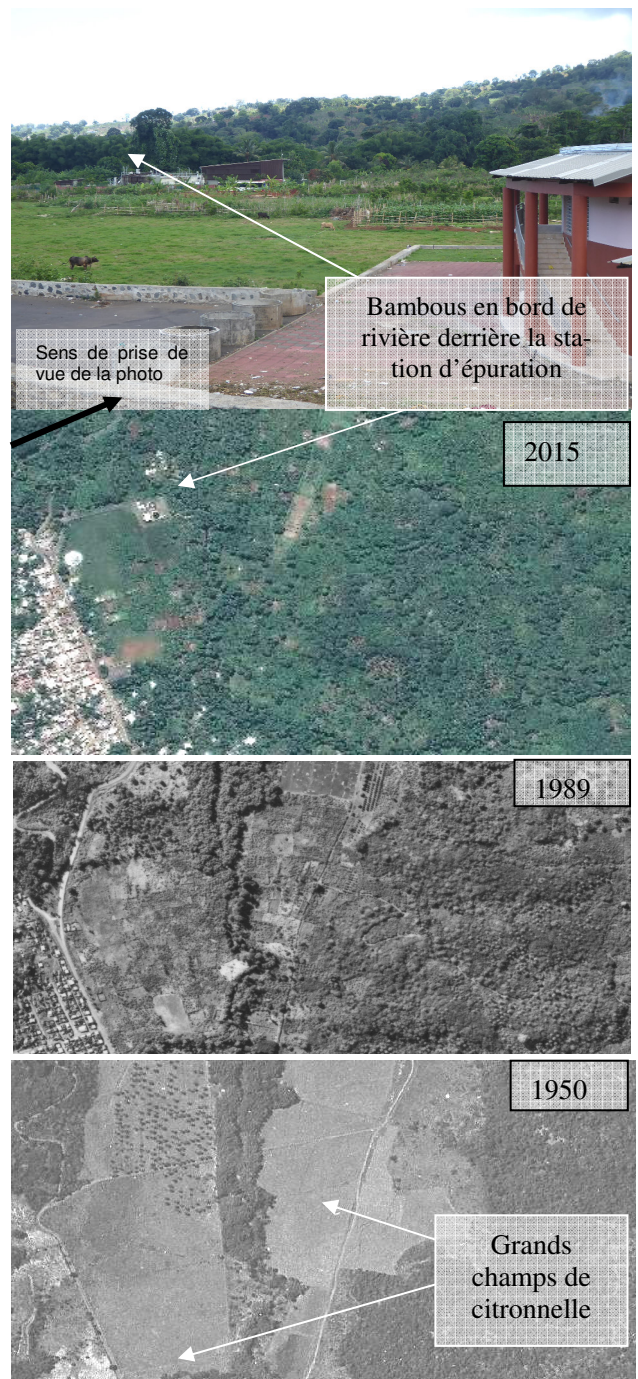 Bambous en bord de
rivière derrière la sta-
tion d'épuration
Sens de prise de
vue de la photo
2015
1989
1950
Grands
champs de
citronnelle